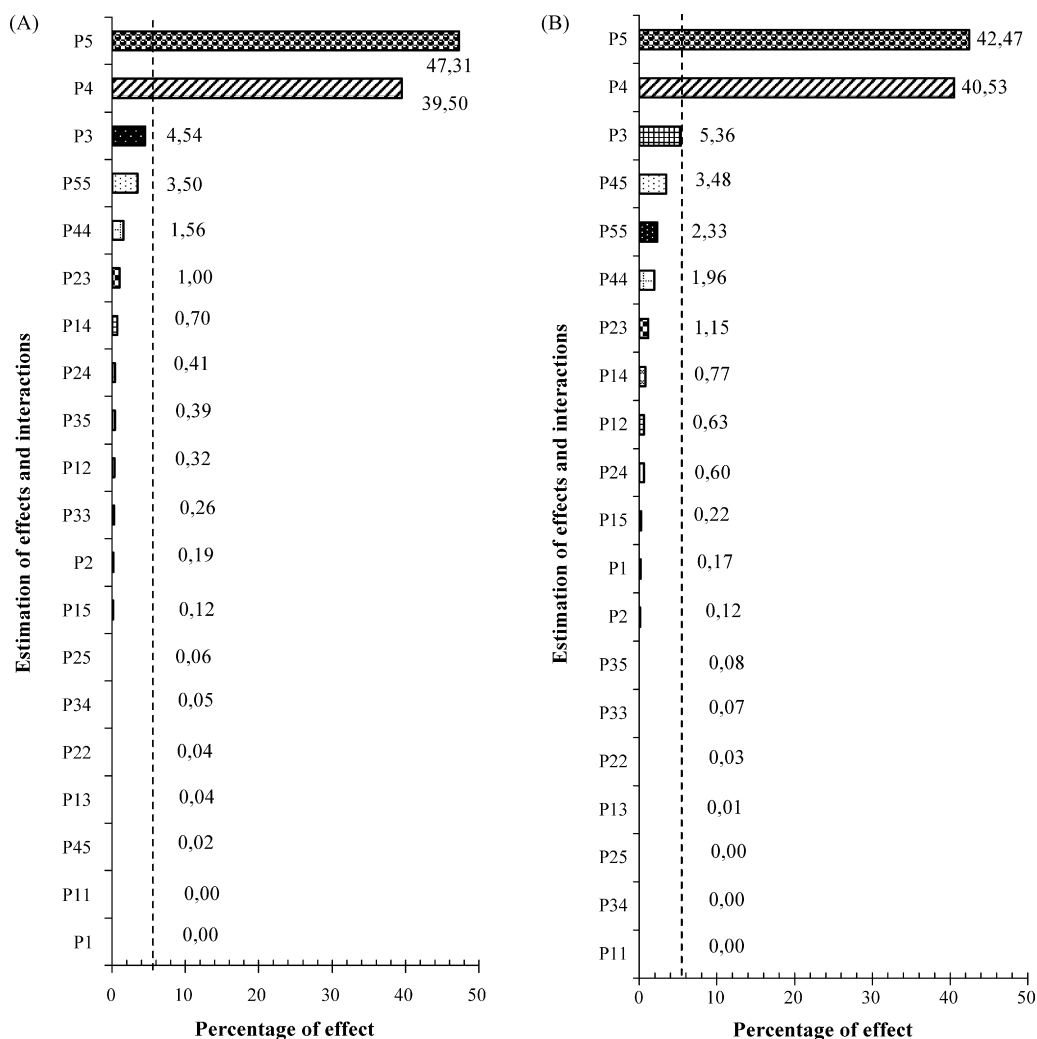 (A)
P5
47,31
P4
39,50
P3
4,54
P55
3,50
P44
1,56
P23
1,00
P14
0,70
P24
0,41
P35
0,39
P12
0,32
P33
0,26
P2
0,19
P15
0,12
P25
0,06
P34
0,05
P22
0,04
P13
0,04
P45
0,02
P11
0,00
P1
0,00
Estimation of effects and interactions
0 10 20 30 40 50
Percentage of effect
(B)
P5
42,47
P4
40,53
P3
5,36
P45
3,48
P55
2,33
P44
1,96
P23
1,15
P14
0,77
P12
0,63
P24
0,60
P15
0,22
P1
0,17
P2
0,12
P35
0,08
P33
0,07
P22
0,03
P13
0,01
P25
0,00
P34
0,00
P11
0,00
Estimation of effects and interactions
0 10 20 30 40 50
Percentage of effect